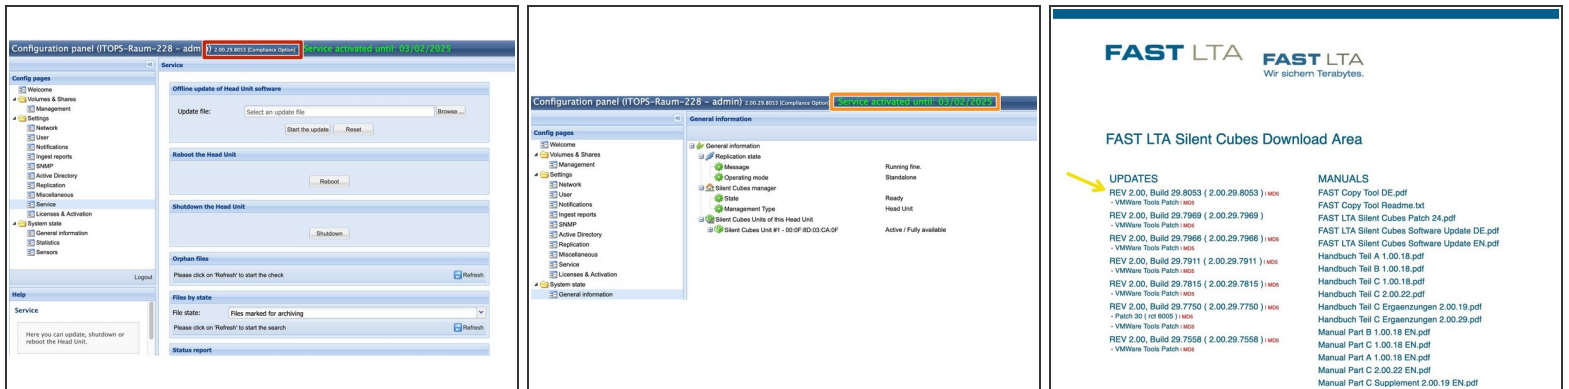 Configuration panel (ITOPS-Raum-228 - adm )) 2.00.29.8053 (Compliance Option) Service activated until: 03/02/2025
Service
Config pages
Welcome
Volumes & Shares
Management
Settings
Network
User
Notifications
Ingest reports
SNMP
Active Directory
Replication
Miscellaneous
Service
Licenses & Activation
System state
General information
Statistics
Sensors
Logout
Help
Service
Here you can update, shutdown or
reboot the Head Unit.
Offline update of Head Unit software
Update file: Select an update file Browse ...
Start the update Reset
Reboot the Head Unit
Reboot
Shutdown the Head Unit
Shutdown
Orphan files
Please click on 'Refresh' to start the check Refresh
Files by state
File state: Files marked for archiving
Please click on 'Refresh' to start the search Refresh
Status report
Configuration panel (ITOPS-Raum-228 - admin) 2.00.29.8053 (Compliance Option Service activated until: 03/02/2025
General information
Config pages
Welcome
Volumes & Shares
Management
Settings
Network
User
Notifications
Ingest reports
SNMP
Active Directory
Replication
Miscellaneous
Service
Licenses & Activation
System state
General information
General information
Replication state
Message Running fine.
Operating mode Standalone
Silent Cubes manager
State Ready
Management Type Head Unit
Silent Cubes Units of this Head Unit
Silent Cubes Unit #1 - 00:0F:8D:03:CA:0F Active / Fully available
FAST LTA
FAST LTA
Wir sichern Terabytes.
FAST LTA Silent Cubes Download Area
UPDATES
REV 2.00, Build 29.8053 ( 2.00.29.8053 ) | MD5
- VMWare Tools Patch | MD5
REV 2.00, Build 29.7969 ( 2.00.29.7969 )
- VMWare Tools Patch | MD5
REV 2.00, Build 29.7966 ( 2.00.29.7966 ) | MD5
- VMWare Tools Patch | MD5
REV 2.00, Build 29.7911 ( 2.00.29.7911 ) | MD5
- VMWare Tools Patch | MD5
REV 2.00, Build 29.7815 ( 2.00.29.7815 ) | MD5
- VMWare Tools Patch | MD5
REV 2.00, Build 29.7750 ( 2.00.29.7750 ) | MD5
- Patch 30 ( rct 6005 ) | MD5
- VMWare Tools Patch | MD5
REV 2.00, Build 29.7558 ( 2.00.29.7558 ) | MD5
- VMWare Tools Patch | MD5
MANUALS
FAST Copy Tool DE.pdf
FAST Copy Tool Readme.txt
FAST LTA Silent Cubes Patch 24.pdf
FAST LTA Silent Cubes Software Update DE.pdf
FAST LTA Silent Cubes Software Update EN.pdf
Handbuch Teil A 1.00.18.pdf
Handbuch Teil B 1.00.18.pdf
Handbuch Teil C 1.00.18.pdf
Handbuch Teil C 2.00.22.pdf
Handbuch Teil C Ergaenzungen 2.00.19.pdf
Handbuch Teil C Ergaenzungen 2.00.29.pdf
Manual Part B 1.00.18 EN.pdf
Manual Part C 1.00.18 EN.pdf
Manual Part A 1.00.18 EN.pdf
Manual Part C 2.00.22 EN.pdf
Manual Part C Supplement 2.00.19 EN.pdf